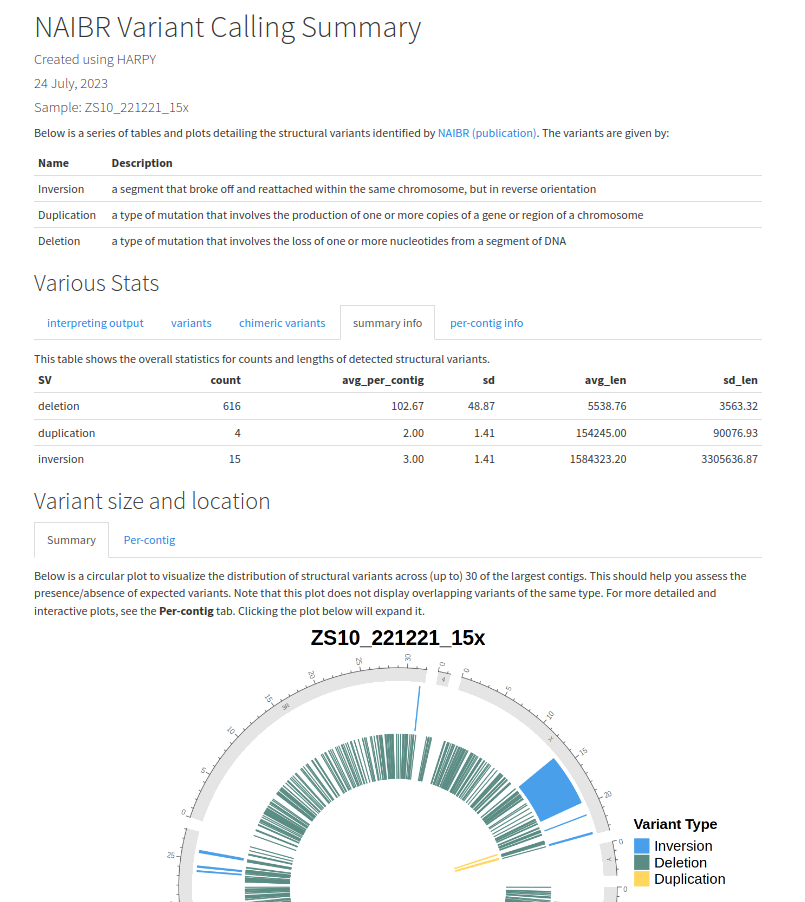 NAIBR Variant Calling Summary
Created using HARPY
24 July, 2023
Sample: ZS10_221221_15x
Below is a series of tables and plots detailing the structural variants identified by NAIBR (publication). The variants are given by:
Name Description
Inversion a segment that broke off and reattached within the same chromosome, but in reverse orientation
Duplication a type of mutation that involves the production of one or more copies of a gene or region of a chromosome
Deletion a type of mutation that involves the loss of one or more nucleotides from a segment of DNA
Various Stats
interpreting output variants chimeric variants summary info per-contig info
This table shows the overall statistics for counts and lengths of detected structural variants.
SV count avg_per_contig sd avg_len sd_len
deletion 616 102.67 48.87 5538.76 3563.32
duplication 4 2.00 1.41 154245.00 90076.93
inversion 15 3.00 1.41 1584323.20 3305636.87
Variant size and location
Summary Per-contig
Below is a circular plot to visualize the distribution of structural variants across (up to) 30 of the largest contigs. This should help you assess the
presence/absence of expected variants. Note that this plot does not display overlapping variants of the same type. For more detailed and
interactive plots, see the Per-contig tab. Clicking the plot below will expand it.
ZS10_221221_15x
0 5 10 15 20 25 30
3R
0
4
0 5 10 15 20
X
0
Y
0
25
Variant Type
Inversion
Deletion
Duplication